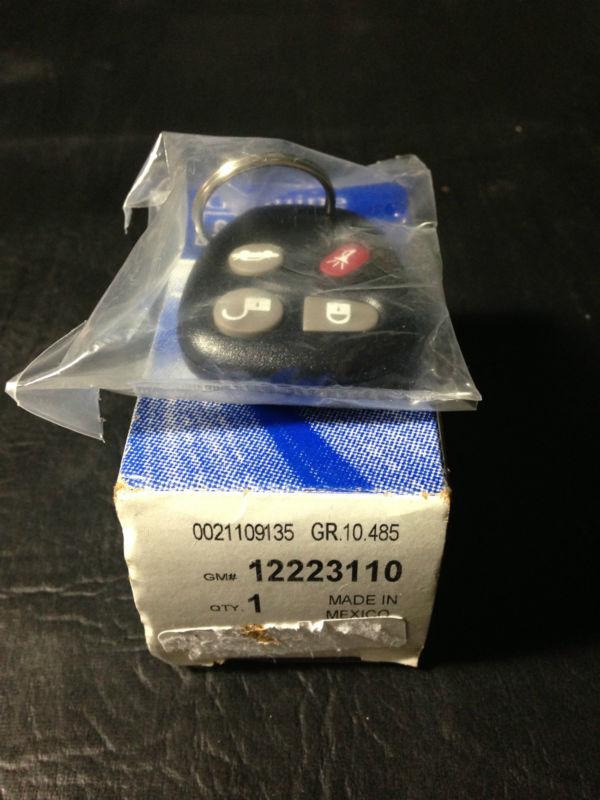 0021109135 GR.10.485
GM# 12223110
QTY. 1 MADE IN
MEXICO